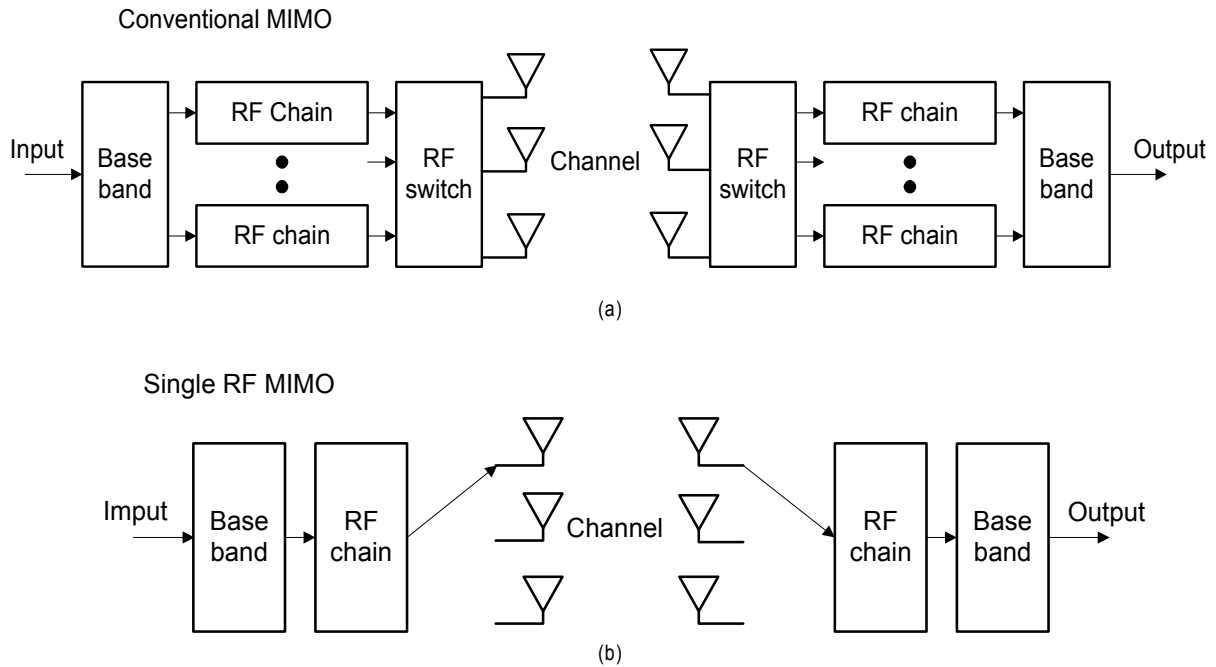 Conventional MIMO
Input
Base
band
RF Chain
RF chain
RF
switch
Channel
RF
switch
RF chain
RF chain
Base
band
Output
(a)
Single RF MIMO
Imput
Base
band
RF
chain
Channel
RF
chain
Base
band
Output
(b)